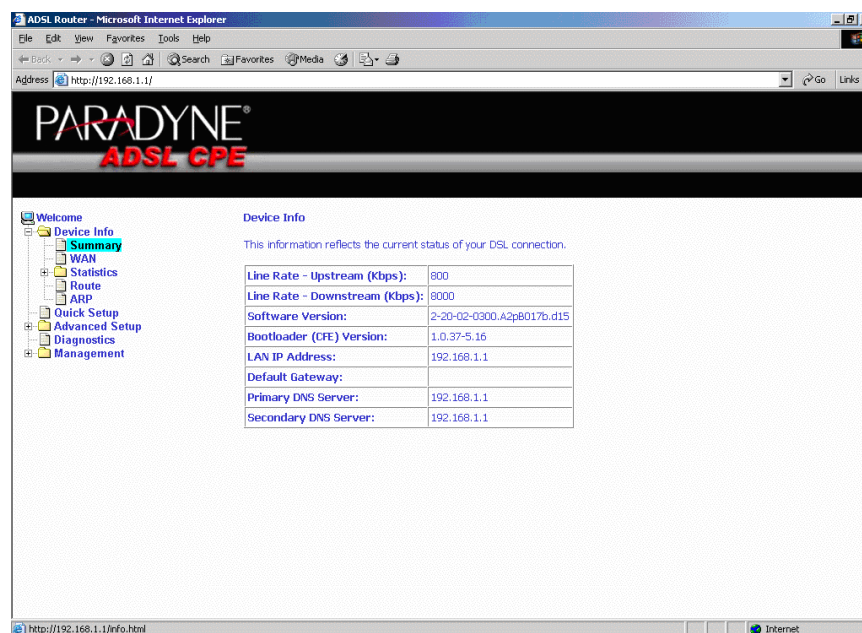 ADSL Router - Microsoft Internet Explorer
File Edit View Favorites Tools Help
Back Search Favorites Media
Address http://192.168.1.1/ Go Links
PARADYNE®
ADSL CPE
Welcome
Device Info
Summary
WAN
Statistics
Route
ARP
Quick Setup
Advanced Setup
Diagnostics
Management
Device Info
This information reflects the current status of your DSL connection.
Line Rate - Upstream (Kbps): 800
Line Rate - Downstream (Kbps): 8000
Software Version: 2-20-02-0300.A2pB017b.d15
Bootloader (CFE) Version: 1.0.37-5.16
LAN IP Address: 192.168.1.1
Default Gateway:
Primary DNS Server: 192.168.1.1
Secondary DNS Server: 192.168.1.1
http://192.168.1.1/info.html Internet